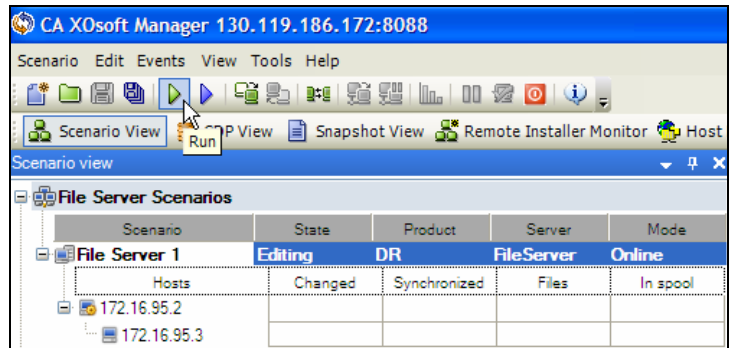 CA XOsoft Manager 130.119.186.172:8088
Scenario Edit Events View Tools Help
Scenario View CDP View Snapshot View Remote Installer Monitor Host
Run
Scenario view
File Server Scenarios
Scenario State Product Server Mode
File Server 1 Editing DR FileServer Online
Hosts Changed Synchronized Files In spool
172.16.95.2
172.16.95.3